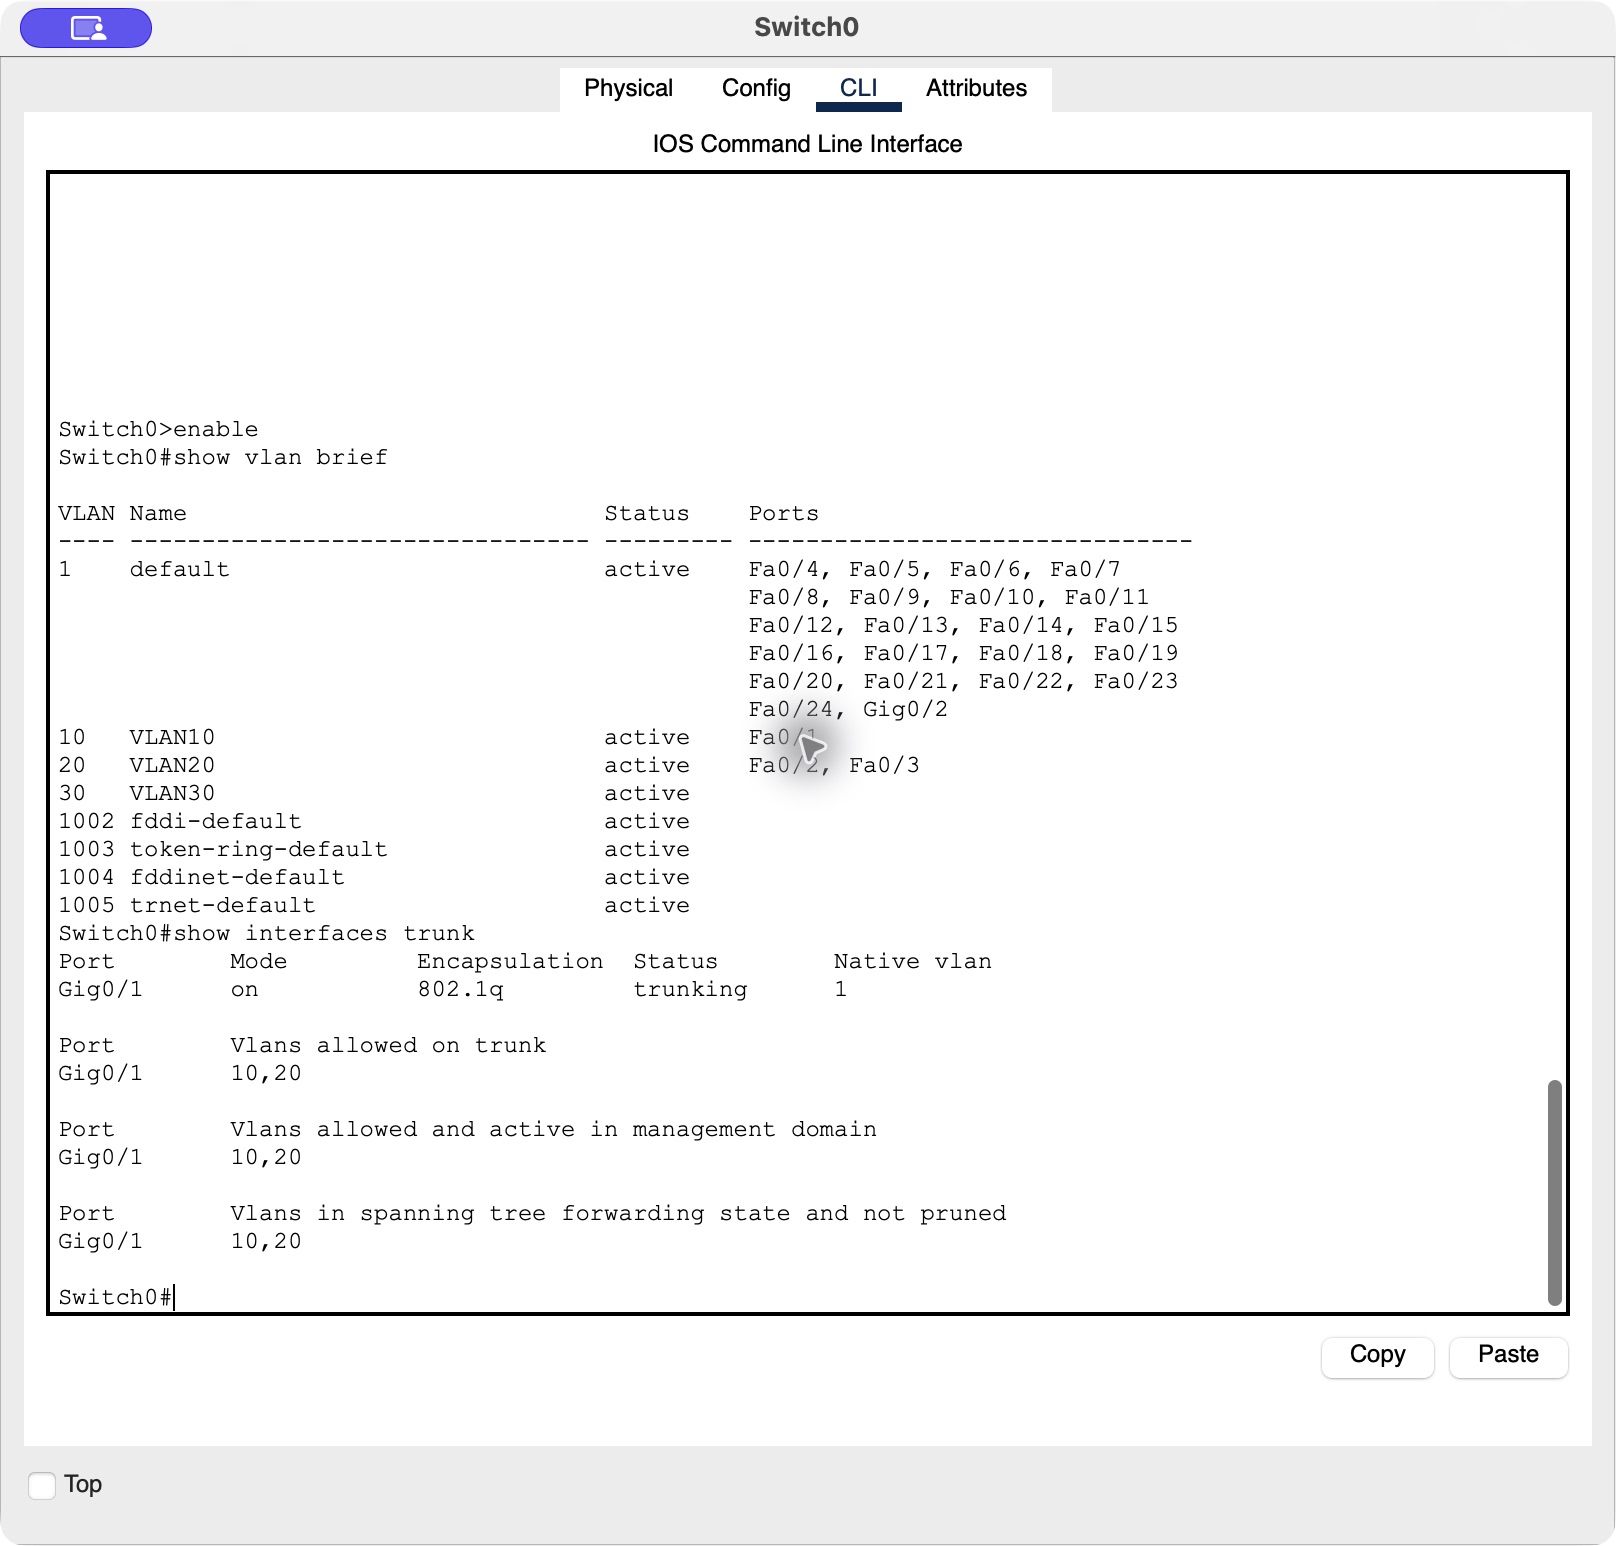 Switch0
Physical Config CLI Attributes
IOS Command Line Interface
Switch0>enable
Switch0#show vlan brief
VLAN Name Status Ports
---- -------------------------------- --------- -------------------------------
1 default active Fa0/4, Fa0/5, Fa0/6, Fa0/7
Fa0/8, Fa0/9, Fa0/10, Fa0/11
Fa0/12, Fa0/13, Fa0/14, Fa0/15
Fa0/16, Fa0/17, Fa0/18, Fa0/19
Fa0/20, Fa0/21, Fa0/22, Fa0/23
Fa0/24, Gig0/2
10 VLAN10 active Fa0/1
20 VLAN20 active Fa0/2, Fa0/3
30 VLAN30 active
1002 fddi-default active
1003 token-ring-default active
1004 fddinet-default active
1005 trnet-default active
Switch0#show interfaces trunk
Port Mode Encapsulation Status Native vlan
Gig0/1 on 802.1q trunking 1
Port Vlans allowed on trunk
Gig0/1 10,20
Port Vlans allowed and active in management domain
Gig0/1 10,20
Port Vlans in spanning tree forwarding state and not pruned
Gig0/1 10,20
Switch0#
Copy Paste
Top